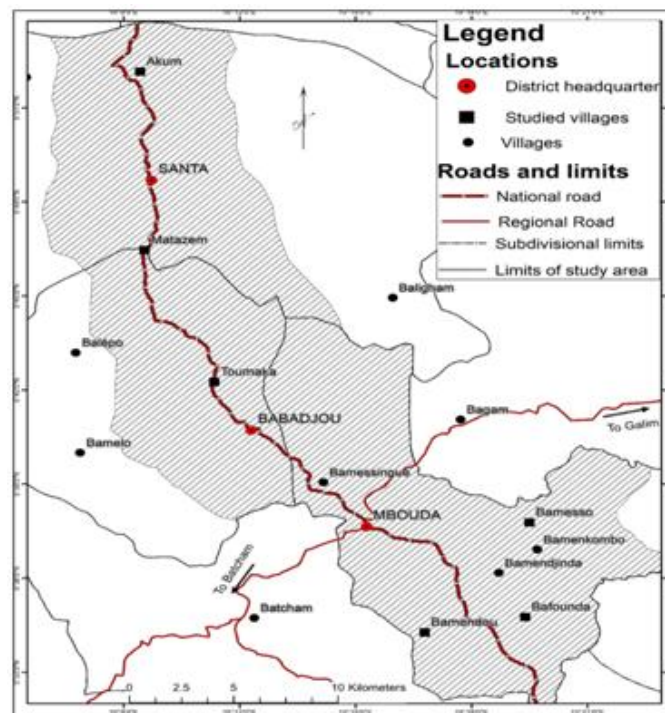 Legend
Locations
District headquarter
Studied villages
Villages
Roads and limits
National road
Regional Road
Subdivisional limits
Limits of study area
Akum
SANTA
Matazem
Baligham
Balépo
Toumaka
BABADJOU
Bagam
To Galim
Bamelo
Bamessingué
MBOUDA
Bamesso
Bamenkombo
Bamendjinda
To Batcham
Batcham
Bafounda
Bamendou
0 2.5 5 10 Kilometers